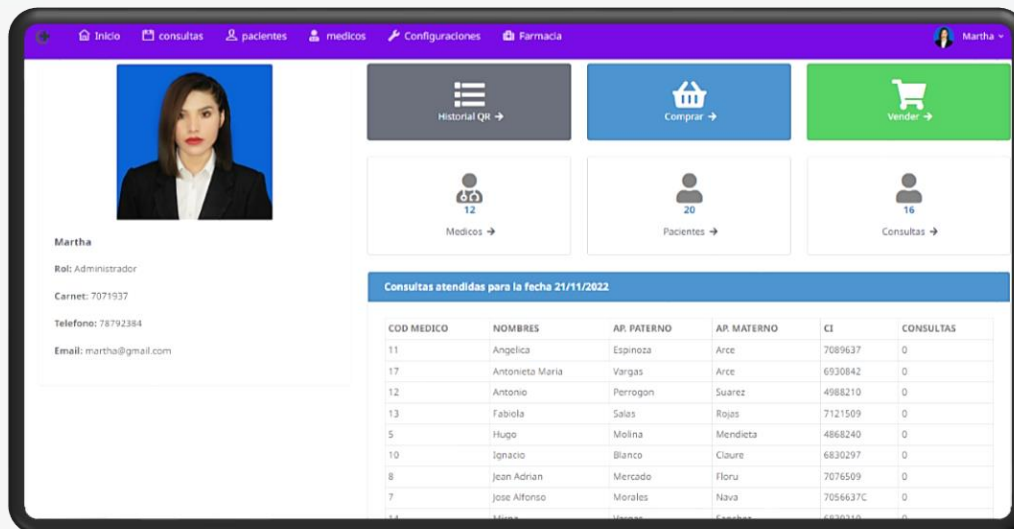 Inicio consultas pacientes medicos Configuraciones Farmacia Martha
Historial QR → Comprar → Vender →
12 20 16
Medicos → Pacientes → Consultas →
Martha
Rol: Administrador
Carnet: 7071937
Telefono: 78792384
Email: martha@gmail.com
Consultas atendidas para la fecha 21/11/2022
COD MEDICO NOMBRES AP. PATERNO AP. MATERNO CI CONSULTAS
11 Angelica Espinoza Arce 7089637 0
17 Antonieta Maria Vargas Arce 6930842 0
12 Antonio Perrogon Suarez 4988210 0
13 Fabiola Salas Rojas 7121509 0
5 Hugo Molina Mendieta 4868240 0
10 Ignacio Blanco Claure 6830297 0
8 Jean Adrian Mercado Floru 7076509 0
7 Jose Alfonso Morales Nava 7056637C 0